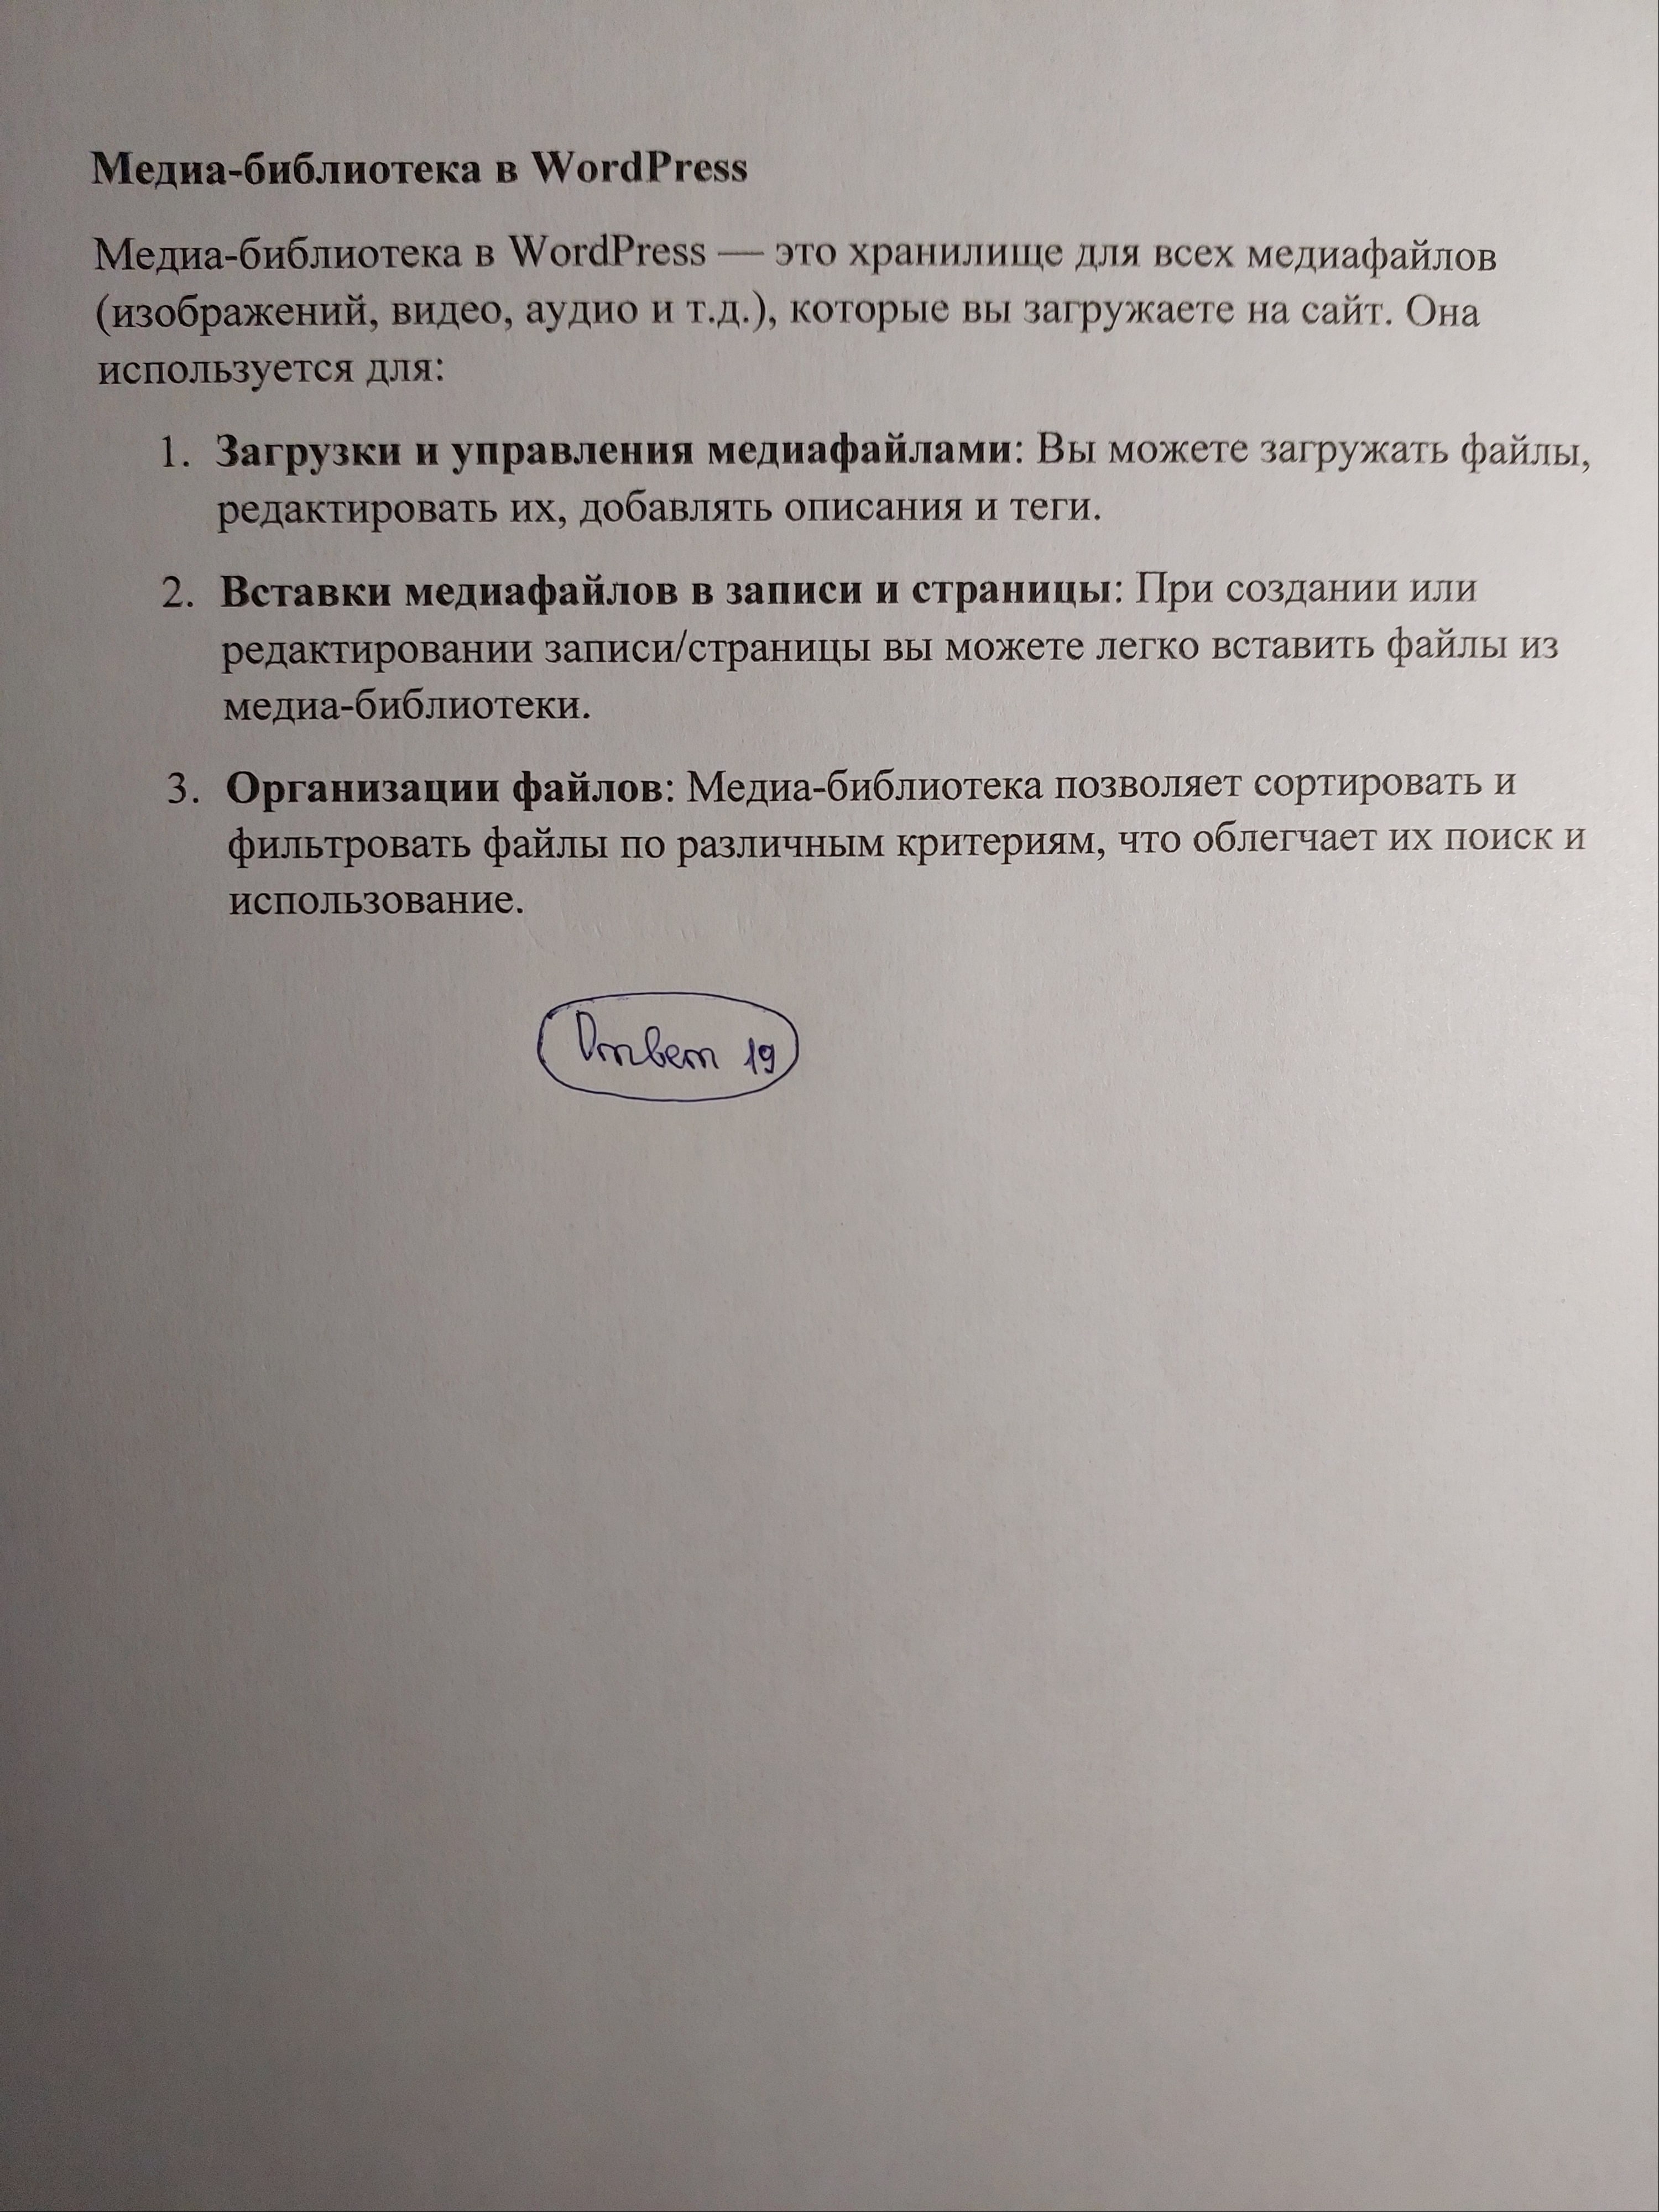 Медиа-библиотека в WordPress
Медиа-библиотека в WordPress — это хранилище для всех медиафайлов
(изображений, видео, аудио и т.д.), которые вы загружаете на сайт. Она
используется для:
1. Загрузки и управления медиафайлами: Вы можете загружать файлы,
редактировать их, добавлять описания и теги.
2. Вставки медиафайлов в записи и страницы: При создании или
редактировании записи/страницы вы можете легко вставить файлы из
медиа-библиотеки.
3. Организации файлов: Медиа-библиотека позволяет сортировать и
фильтровать файлы по различным критериям, что облегчает их поиск и
использование.
Ответ 19